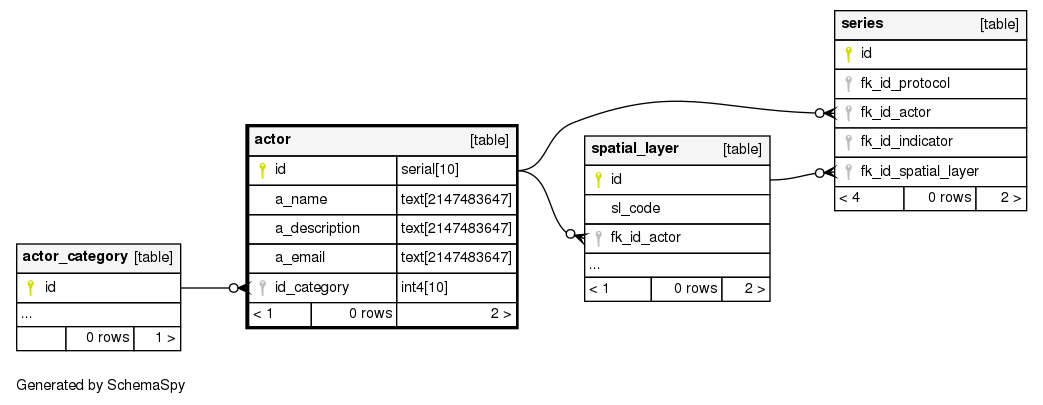 series [table]
id
fk_id_protocol
fk_id_actor
fk_id_indicator
fk_id_spatial_layer
< 4 0 rows 2 >
actor [table]
id serial[10]
a_name text[2147483647]
a_description text[2147483647]
a_email text[2147483647]
id_category int4[10]
< 1 0 rows 2 >
spatial_layer [table]
id
sl_code
fk_id_actor
...
< 1 0 rows 2 >
actor_category [table]
id
...
0 rows 1 >
Generated by SchemaSpy